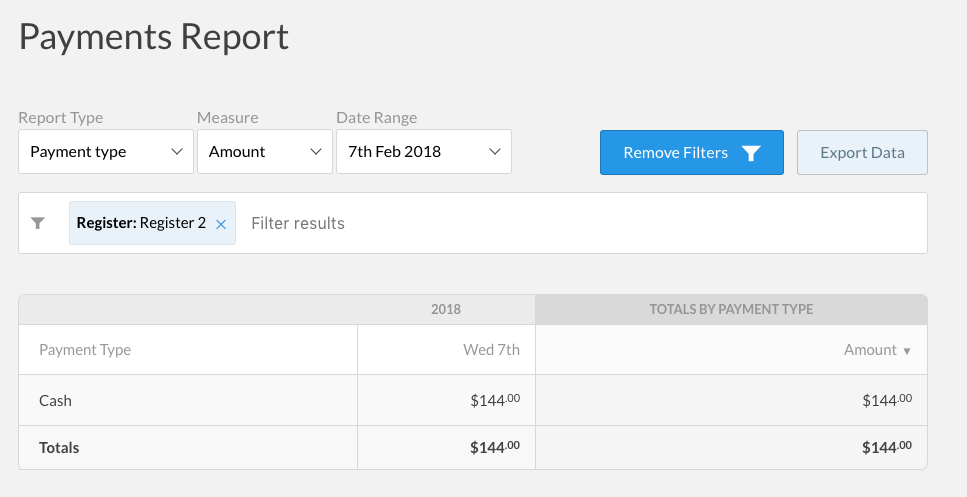 Payments Report
Report Type Measure Date Range
Payment type Amount 7th Feb 2018 Remove Filters Export Data
Register: Register 2 × Filter results
2018 TOTALS BY PAYMENT TYPE
Payment Type Wed 7th Amount ▼
Cash $144.00 $144.00
Totals $144.00 $144.00